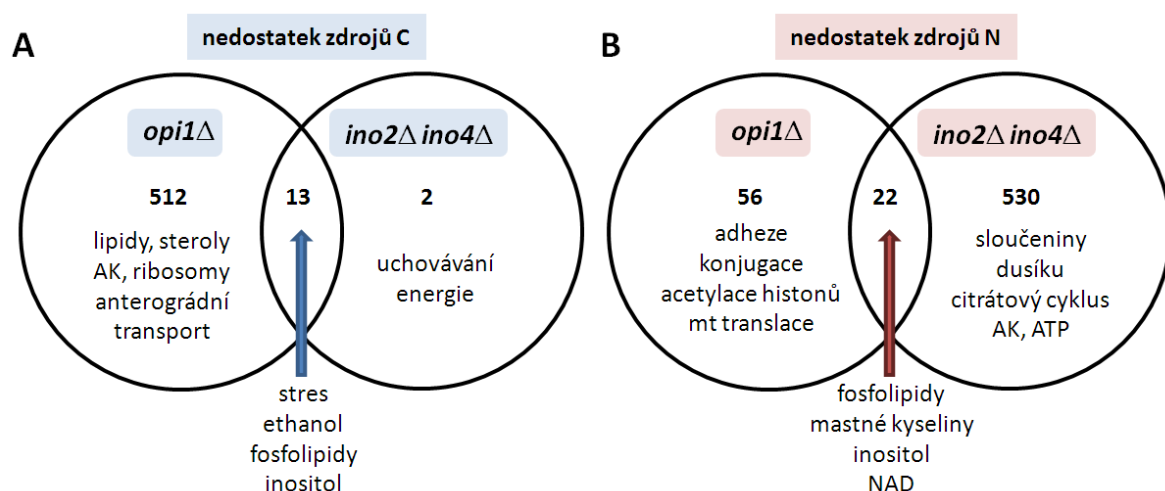 A
nedostatek zdrojů C
opi1Δ
ino2Δ ino4Δ
512
13
2
lipidy, steroly
AK, ribosomy
anterográdní
transport
uchovávání
energie
stres
ethanol
fosfolipidy
inositol
B
nedostatek zdrojů N
opi1Δ
ino2Δ ino4Δ
56
22
530
adheze
konjugace
acetylace histonů
mt translace
sloučeniny
dusíku
citrátový cyklus
AK, ATP
fosfolipidy
mastné kyseliny
inositol
NAD